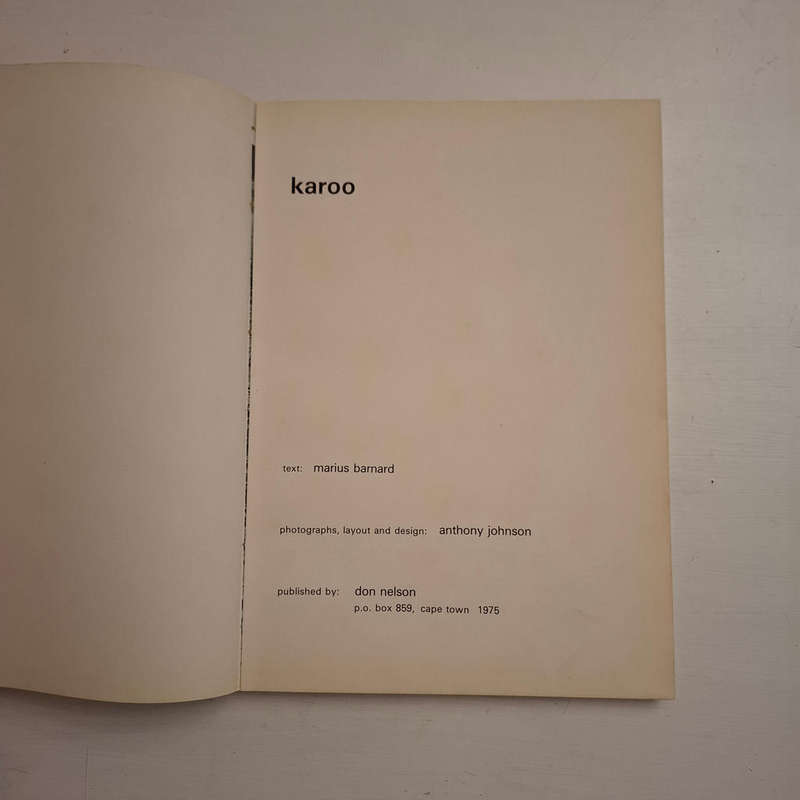 karoo
text: marius barnard
photographs, layout and design: anthony johnson
published by: don nelson
p.o. box 859, cape town 1975